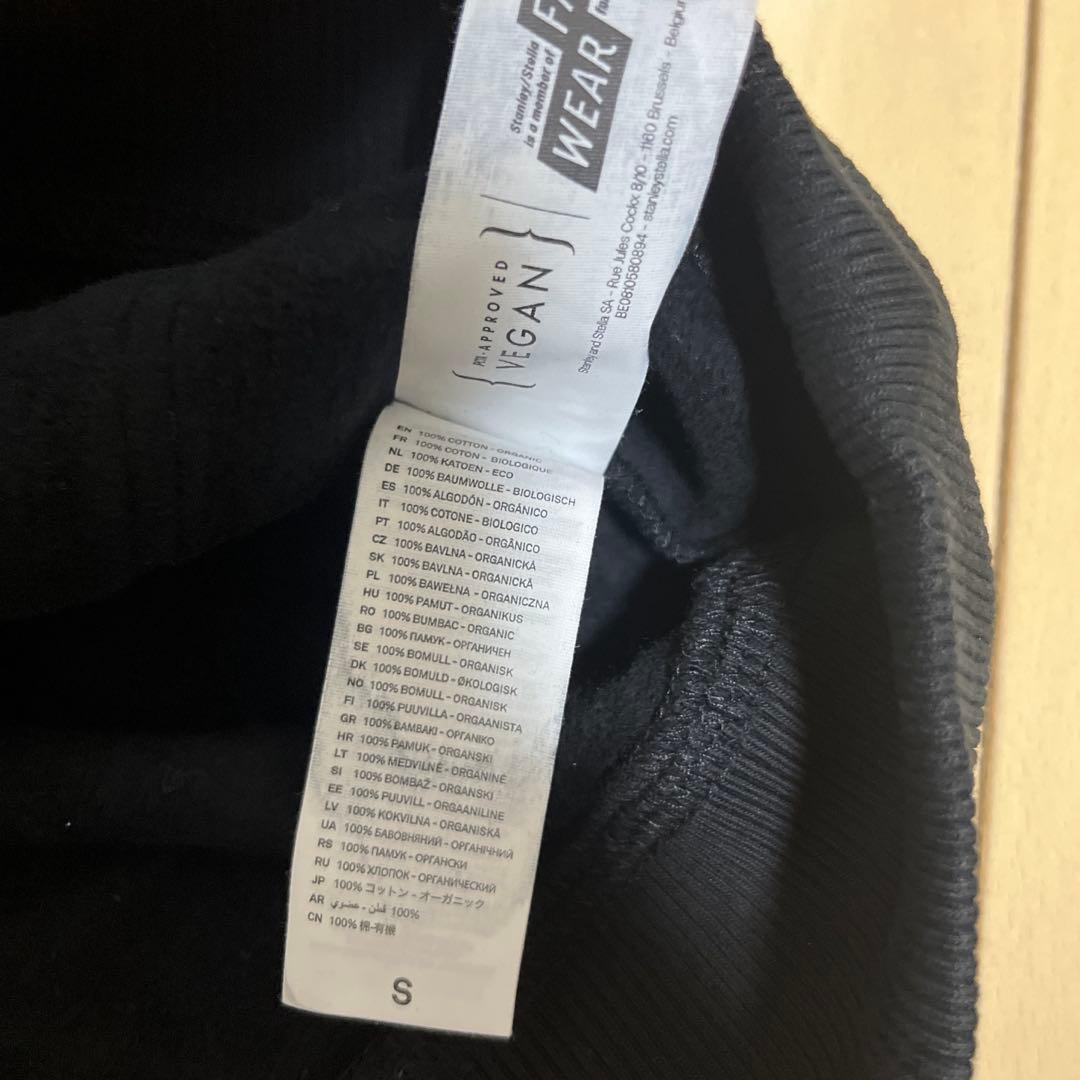 Stanley/Stella
is a member of
WEAR
PETA-APPROVED
VEGAN
Stanley and Stella SA - Rue Jules Cockx 8/10 - 1160 Brussels - Belgiu
BE0810580894 - stanleystella.com
EN 100% COTTON - ORGANIC
FR 100% COTON - BIOLOGIQUE
NL 100% KATOEN - ECO
DE 100% BAUMWOLLE - BIOLOGISCH
ES 100% ALGODÓN - ORGÁNICO
IT 100% COTONE - BIOLOGICO
PT 100% ALGODÃO - ORGÂNICO
CZ 100% BAVLNA - ORGANICKÁ
SK 100% BAVLNA - ORGANICKÁ
PL 100% BAWEŁNA - ORGANICZNA
HU 100% PAMUT - ORGANIKUS
RO 100% BUMBAC - ORGANIC
BG 100% ПАМУК - ОРГАНИЧЕН
SE 100% BOMULL - ORGANISK
DK 100% BOMULD - ØKOLOGISK
NO 100% BOMULL - ORGANISK
FI 100% PUUVILLA - ORGAANISTA
GR 100% ΒΑΜΒΑΚΙ - ΟΡΓΑΝΙΚΟ
HR 100% PAMUK - ORGANSKI
LT 100% MEDVILNĖ - ORGANINĖ
SI 100% BOMBAŽ - ORGANSKI
EE 100% PUUVILL - ORGAANILINE
LV 100% KOKVILNA - ORGANISKĀ
UA 100% БАВОВНЯНИЙ - ОРГАНІЧНИЙ
RS 100% ПАМУК - ОРГАНСКИ
RU 100% ХЛОПОК - ОРГАНИЧЕСКИЙ
JP 100% コットン - オーガニック
AR 100% قطن - عضوي
CN 100% 棉-有機
S